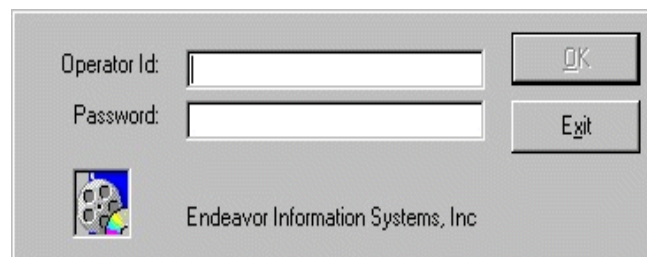 Operator Id:
OK
Password:
Exit
Endeavor Information Systems, Inc